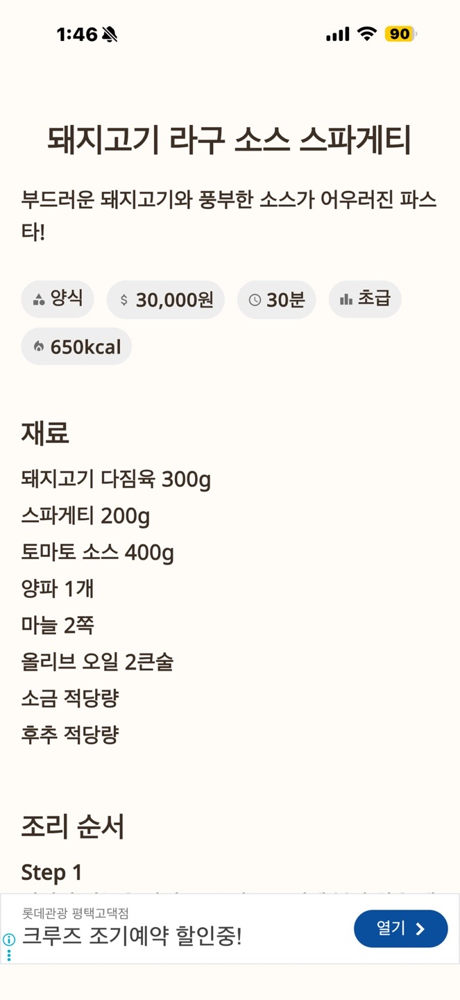 1:46
90
돼지고기 라구 소스 스파게티
부드러운 돼지고기와 풍부한 소스가 어우러진 파스
타!
양식
$ 30,000원
30분
초급
650kcal
재료
돼지고기 다짐육 300g
스파게티 200g
토마토 소스 400g
양파 1개
마늘 2쪽
올리브 오일 2큰술
소금 적당량
후추 적당량
조리 순서
Step 1
롯데관광 평택고덕점
크루즈 조기예약 할인중!
열기